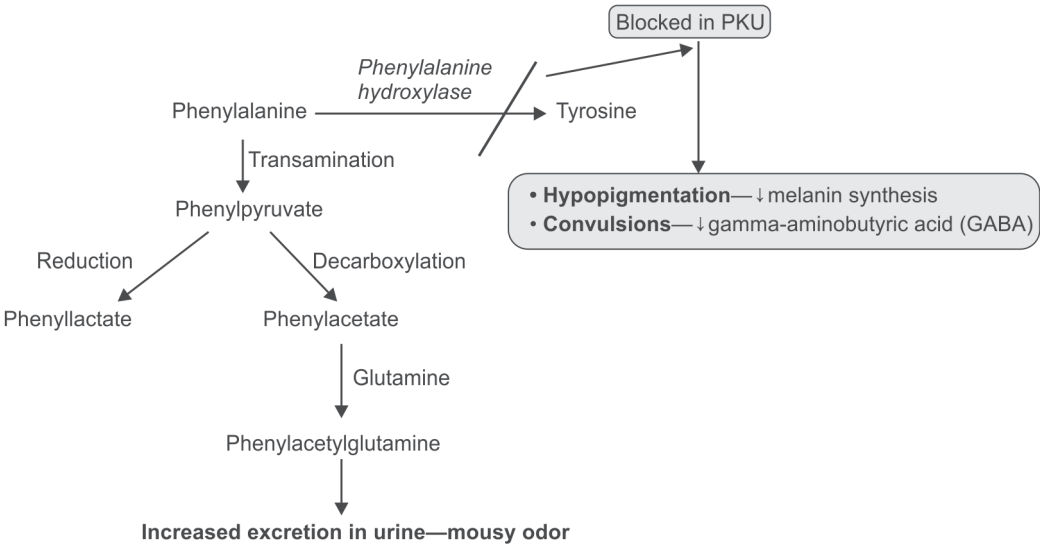 Blocked in PKU
Phenylalanine
hydroxylase
Phenylalanine
Tyrosine
Transamination
• Hypopigmentation—↓melanin synthesis
• Convulsions—↓gamma-aminobutyric acid (GABA)
Phenylpyruvate
Reduction
Decarboxylation
Phenyllactate
Phenylacetate
Glutamine
Phenylacetylglutamine
Increased excretion in urine—mousy odor